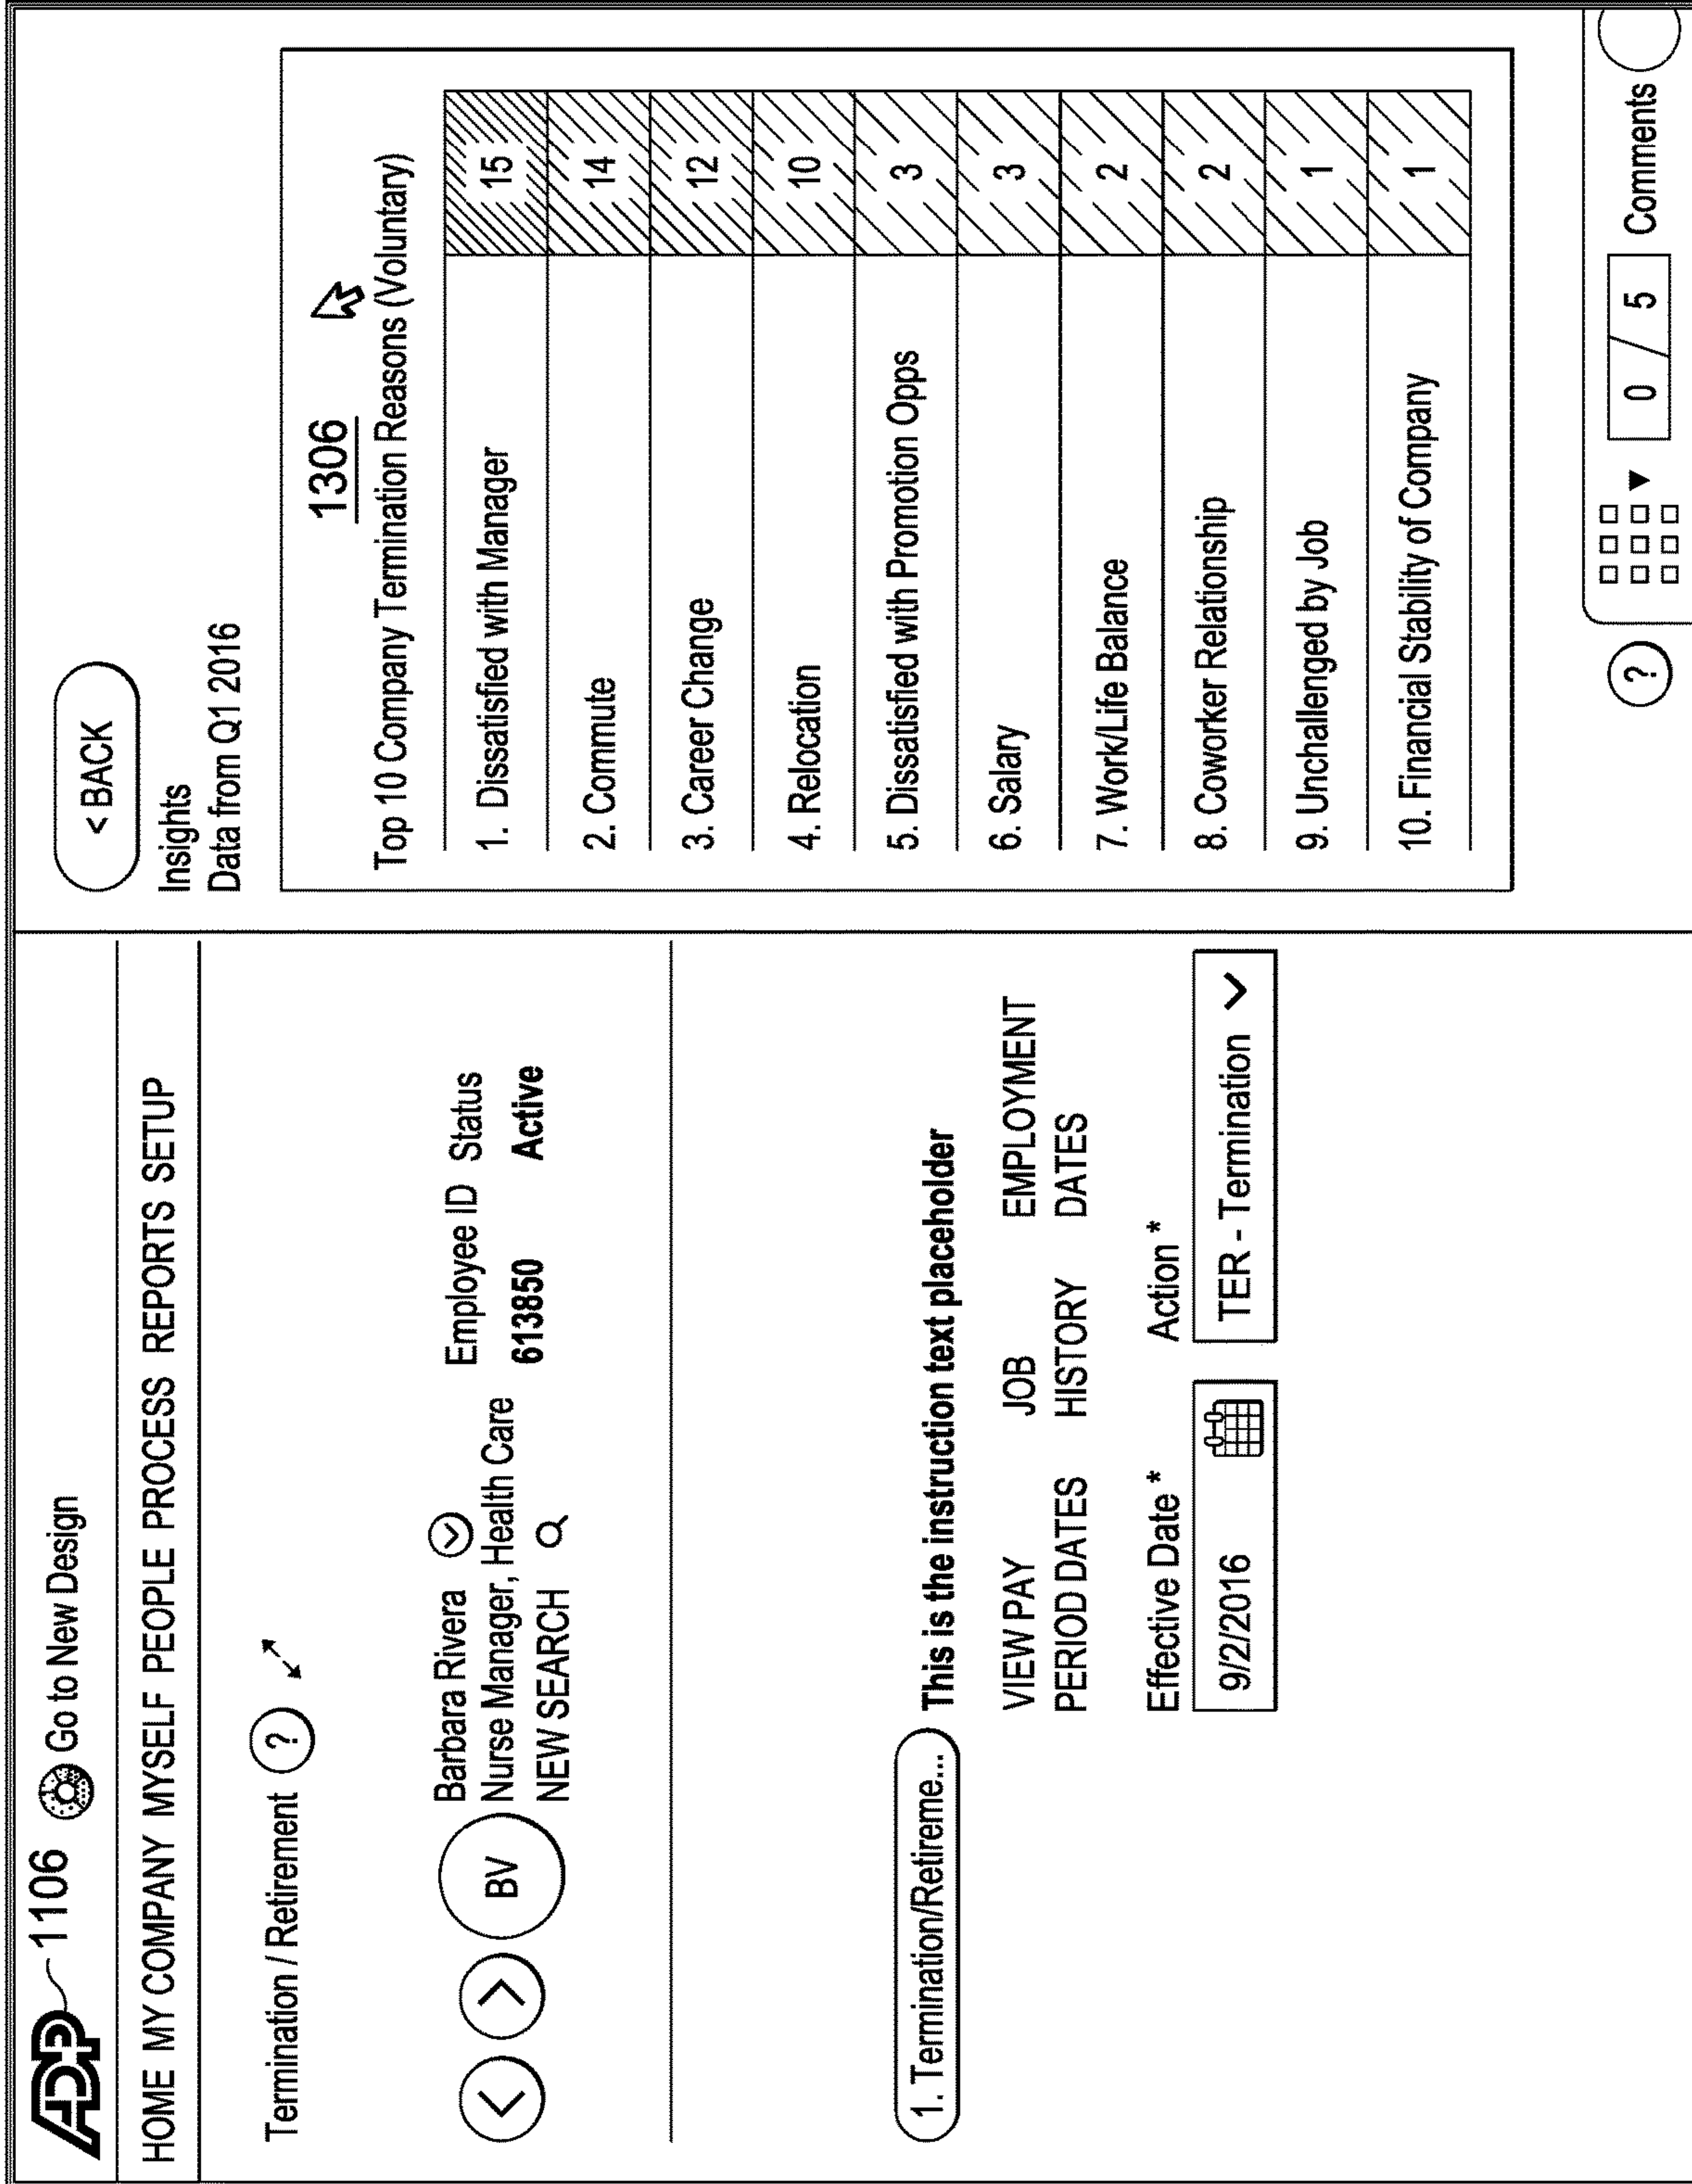 ADP 1106 Go to New Design
HOME MY COMPANY MYSELF PEOPLE PROCESS REPORTS SETUP
Termination / Retirement ?
BV
Barbara Rivera
Nurse Manager, Health Care
NEW SEARCH
Employee ID Status
613850 Active
1. Termination/Retireme...
This is the instruction text placeholder
VIEW PAY JOB EMPLOYMENT
PERIOD DATES HISTORY DATES
Effective Date * Action *
9/2/2016 TER - Termination
< BACK
Insights
Data from Q1 2016
1306
Top 10 Company Termination Reasons (Voluntary)
1. Dissatisfied with Manager 15
2. Commute 14
3. Career Change 12
4. Relocation 10
5. Dissatisfied with Promotion Opps 3
6. Salary 3
7. Work/Life Balance 2
8. Coworker Relationship 2
9. Unchallenged by Job 1
10. Financial Stability of Company 1
? 0 / 5 Comments